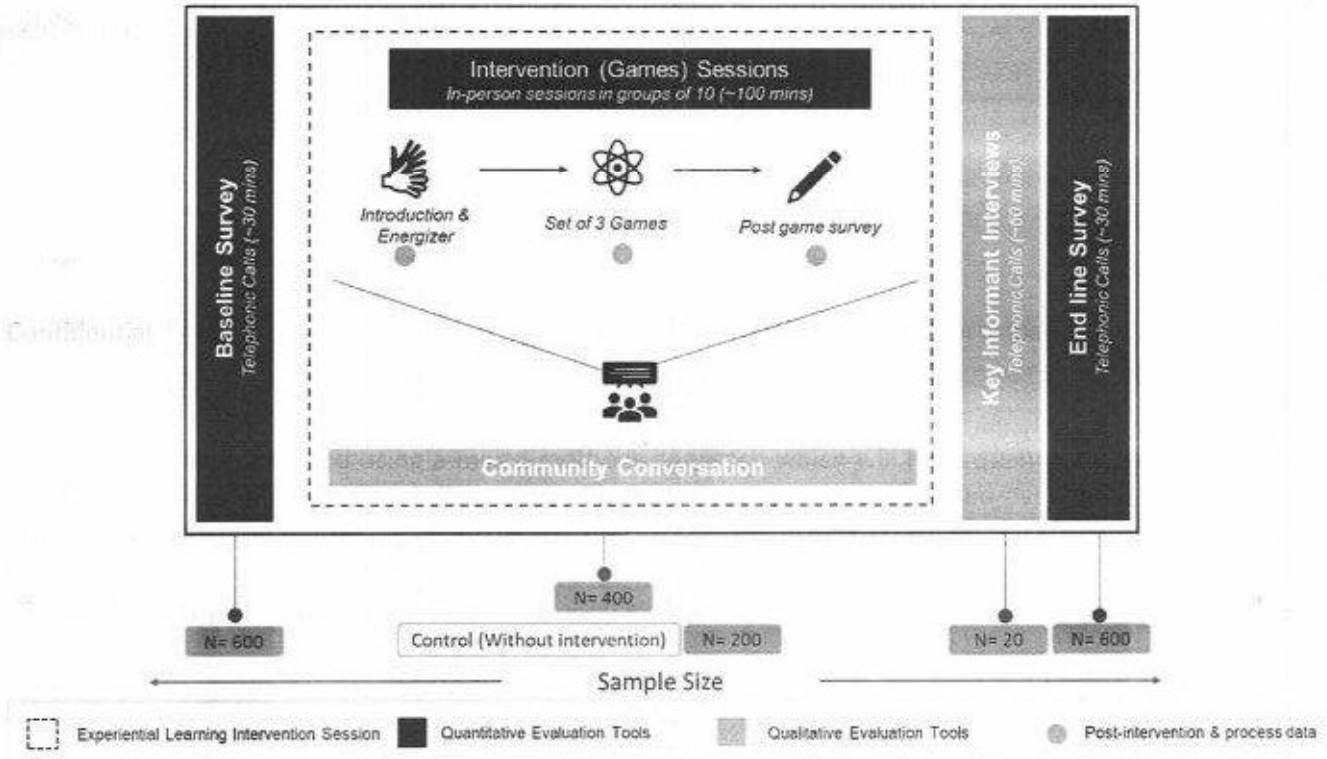 Intervention (Games) Sessions
In-person sessions in groups of 10 (~100 mins)
Baseline Survey
Telephonic Calls (~30 mins)
Introduction &
Energizer
Set of 3 Games
Post game survey
Community Conversation
Key Informant Interviews
Telephonic Calls (~60 mins)
End line Survey
Telephonic Calls (~30 mins)
Confidential
N= 600
N= 400
Control (Without intervention)
N= 200
N= 20
N= 600
Sample Size
Experiential Learning Intervention Session
Quantitative Evaluation Tools
Qualitative Evaluation Tools
Post-intervention & process data